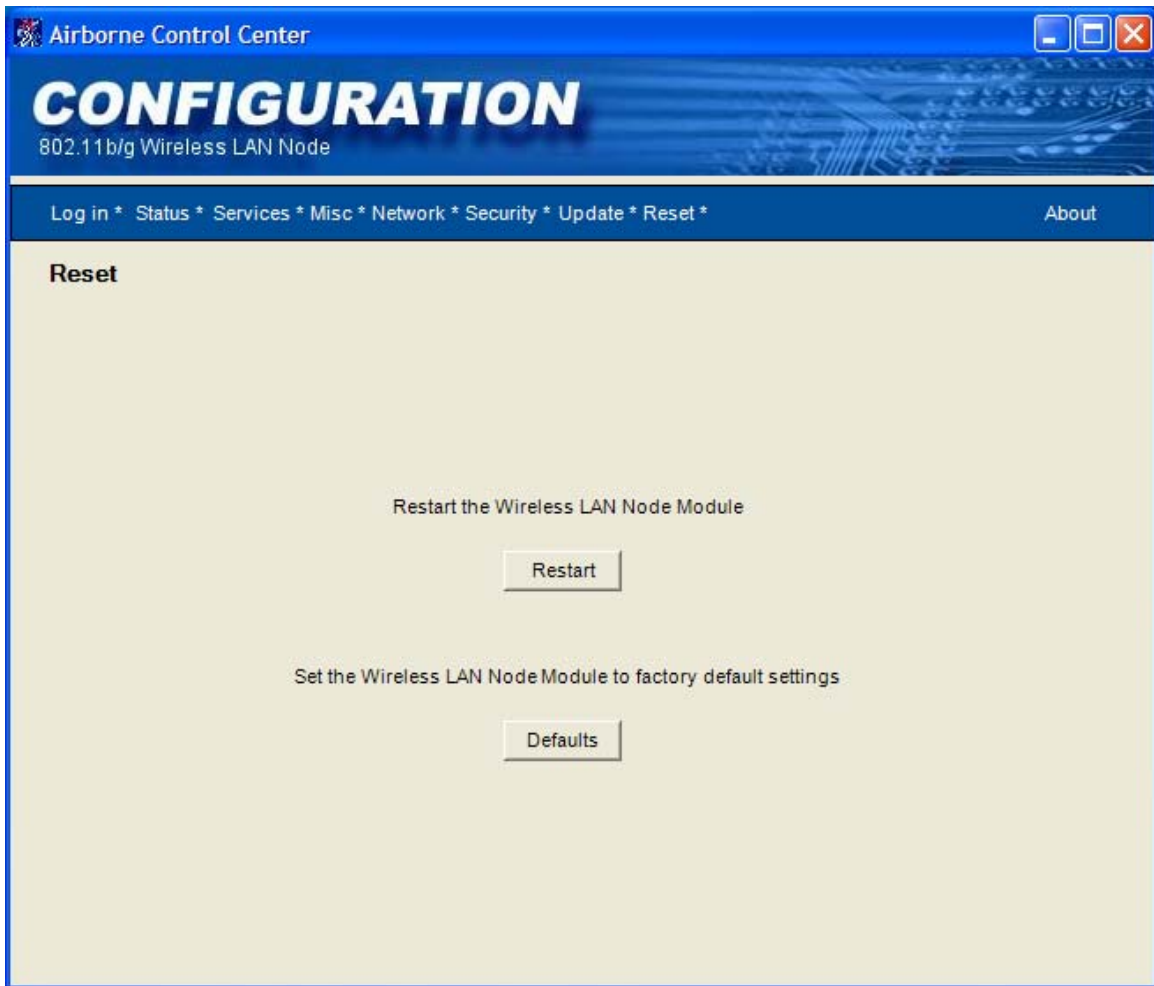 Airborne Control Center
CONFIGURATION
802.11b/g Wireless LAN Node
Log in * Status * Services * Misc * Network * Security * Update * Reset * About
Reset
Restart the Wireless LAN Node Module
Restart
Set the Wireless LAN Node Module to factory default settings
Defaults